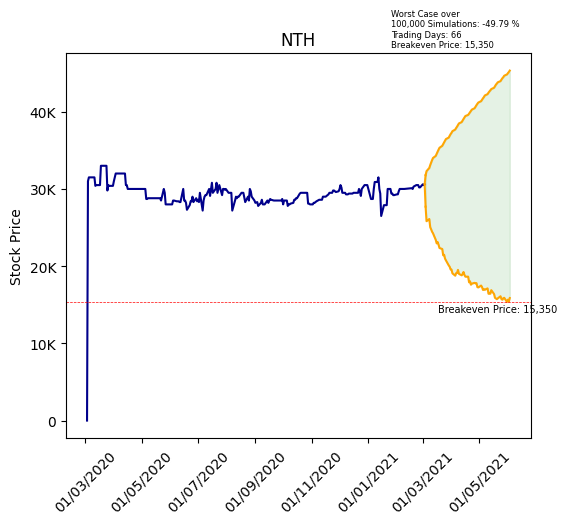 Worst Case over
100,000 Simulations: -49.79 %
Trading Days: 66
Breakeven Price: 15,350
NTH
Stock Price
40K
30K
20K
10K
0
Breakeven Price: 15,350
01/03/2020
01/05/2020
01/07/2020
01/09/2020
01/11/2020
01/01/2021
01/03/2021
01/05/2021